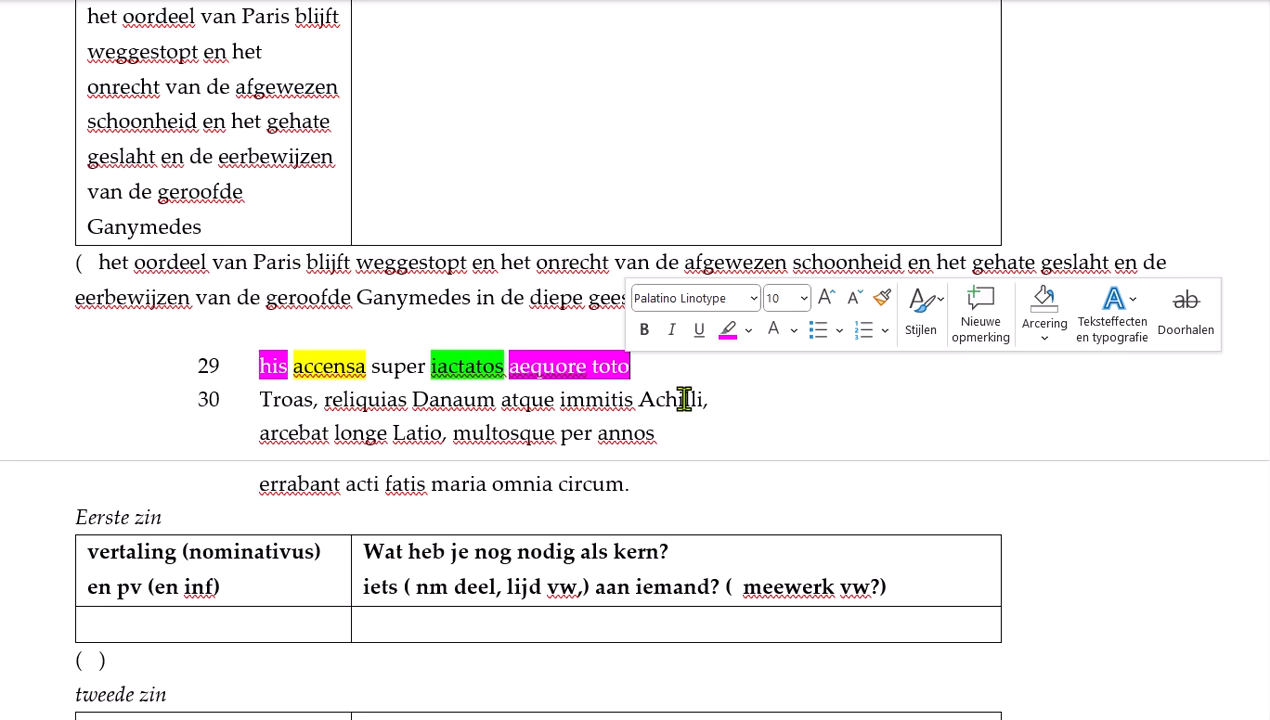 het oordeel van Paris blijft
weggestopt en het
onrecht van de afgewezen
schoonheid en het gehate
geslaht en de eerbewijzen
van de geroofde
Ganymedes
( het oordeel van Paris blijft weggestopt en het onrecht van de afgewezen schoonheid en het gehate geslaht en de
eerbewijzen van de geroofde Ganymedes in de diepe gees
Palatino Linotype 10 A A
B I U A
Stijlen
Nieuwe opmerking
Arcering
Teksteffecten en typografie
ab Doorhalen
29 his accensa super iactatos aequore toto
30 Troas, reliquias Danaum atque immitis Achilli,
arcebat longe Latio, multosque per annos
errabant acti fatis maria omnia circum.
Eerste zin
vertaling (nominativus) Wat heb je nog nodig als kern?
en pv (en inf) iets ( nm deel, lijd vw,) aan iemand? ( meewerk vw?)
( )
tweede zin